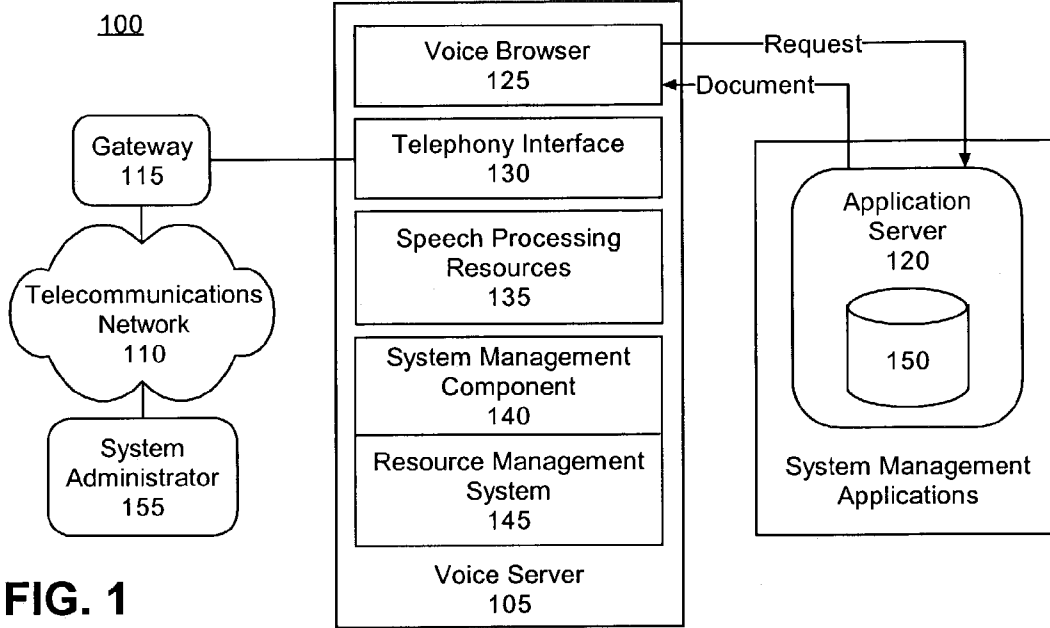 100
Voice Browser
125
Request
Document
Gateway
115
Telephony Interface
130
Telecommunications
Network
110
Speech Processing
Resources
135
Application
Server
120
150
System Management
Component
140
System
Administrator
155
Resource Management
System
145
System Management
Applications
Voice Server
105
FIG. 1